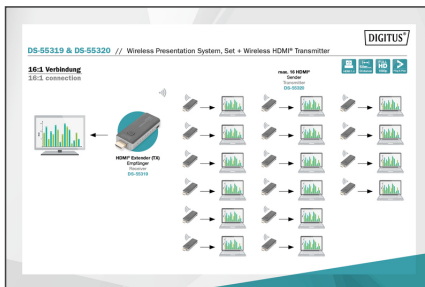 DIGITUS®
DS-55319 & DS-55320 // Wireless Presentation System, Set + Wireless HDMI® Transmitter
16:1 Verbindung
16:1 connection
max. 16 HDMI®
Sender
Transmitter
DS-55320
HD
HDMI® Extender (TX)
Empfänger
Receiver
DS-55319